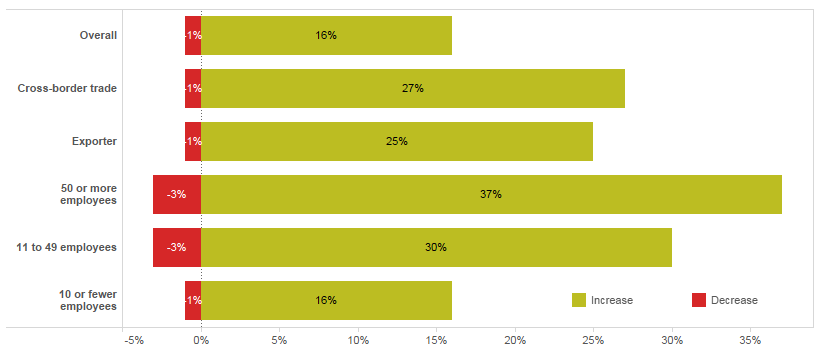 Overall
-1%
16%
Cross-border trade
-1%
27%
Exporter
-1%
25%
50 or more
employees
-3%
37%
11 to 49 employees
-3%
30%
10 or fewer
employees
-1%
16%
Increase
Decrease
-5%
0%
5%
10%
15%
20%
25%
30%
35%